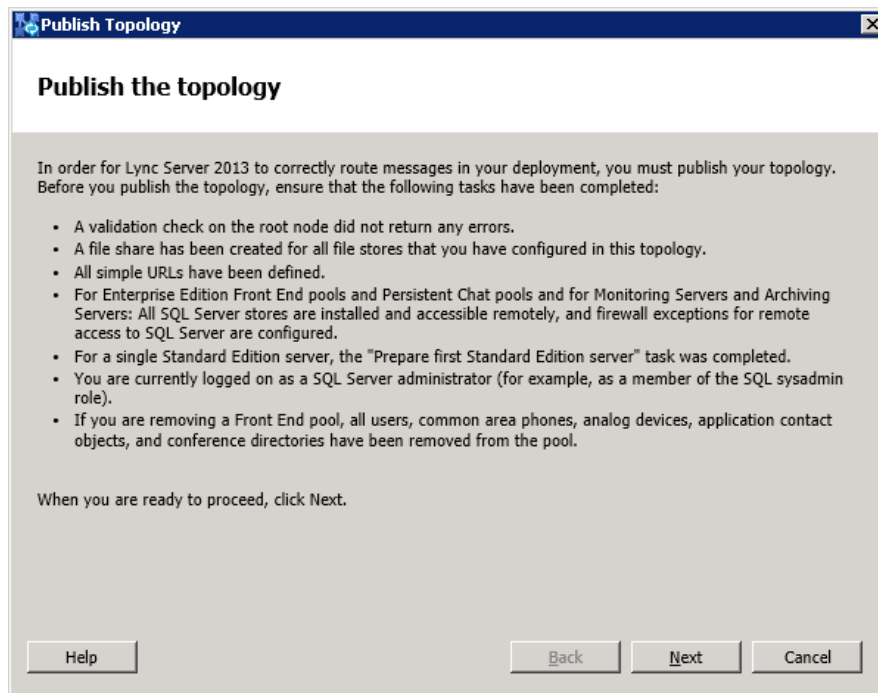 Publish Topology
Publish the topology
In order for Lync Server 2013 to correctly route messages in your deployment, you must publish your topology.
Before you publish the topology, ensure that the following tasks have been completed:
• A validation check on the root node did not return any errors.
• A file share has been created for all file stores that you have configured in this topology.
• All simple URLs have been defined.
• For Enterprise Edition Front End pools and Persistent Chat pools and for Monitoring Servers and Archiving
Servers: All SQL Server stores are installed and accessible remotely, and firewall exceptions for remote
access to SQL Server are configured.
• For a single Standard Edition server, the "Prepare first Standard Edition server" task was completed.
• You are currently logged on as a SQL Server administrator (for example, as a member of the SQL sysadmin
role).
• If you are removing a Front End pool, all users, common area phones, analog devices, application contact
objects, and conference directories have been removed from the pool.
When you are ready to proceed, click Next.
Help Back Next Cancel